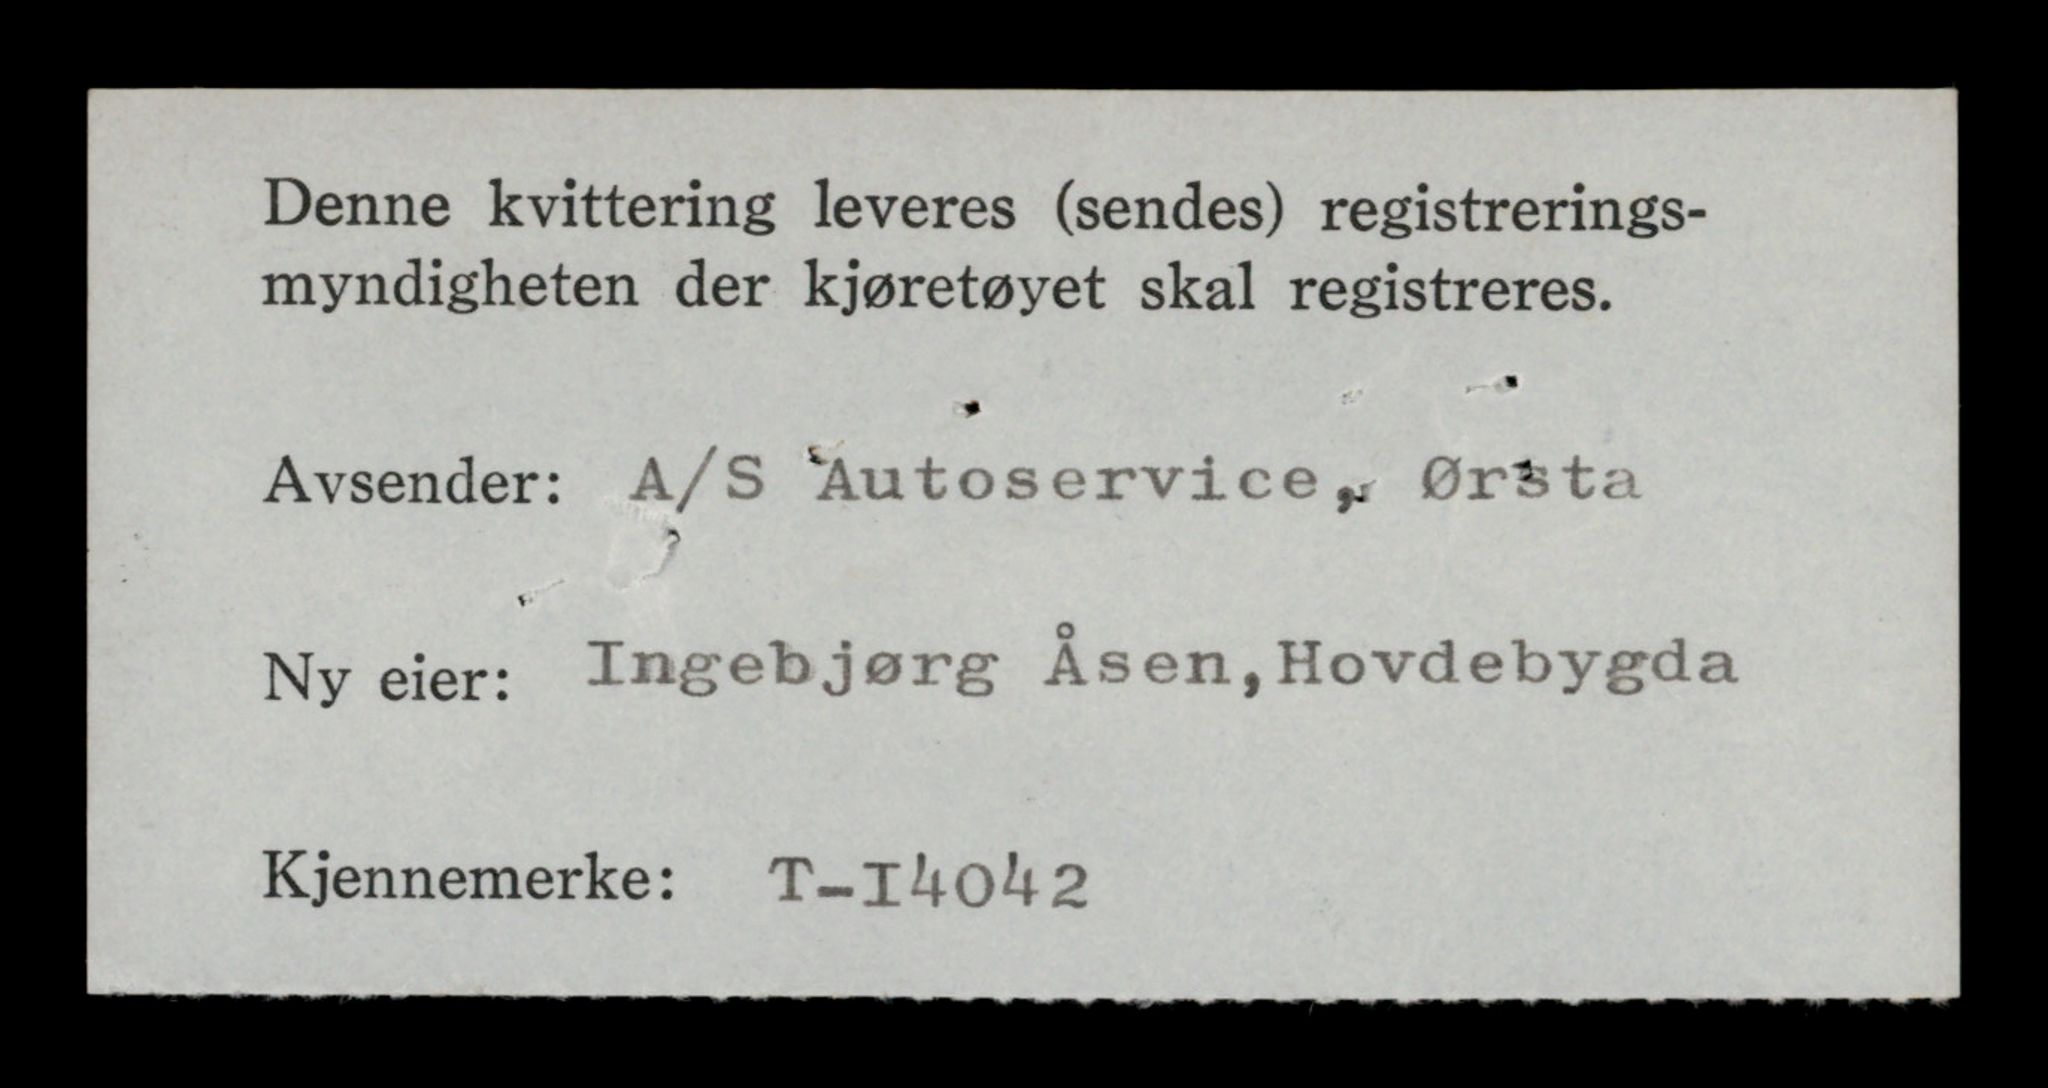 Denne kvittering leveres (sendes) registrerings-
myndigheten der kjøretøyet skal registreres.
Avsender: A/S Autoservice, Ørsta
Ny eier: Ingebjørg Åsen,Hovdebygda
Kjennemerke: T-I4042